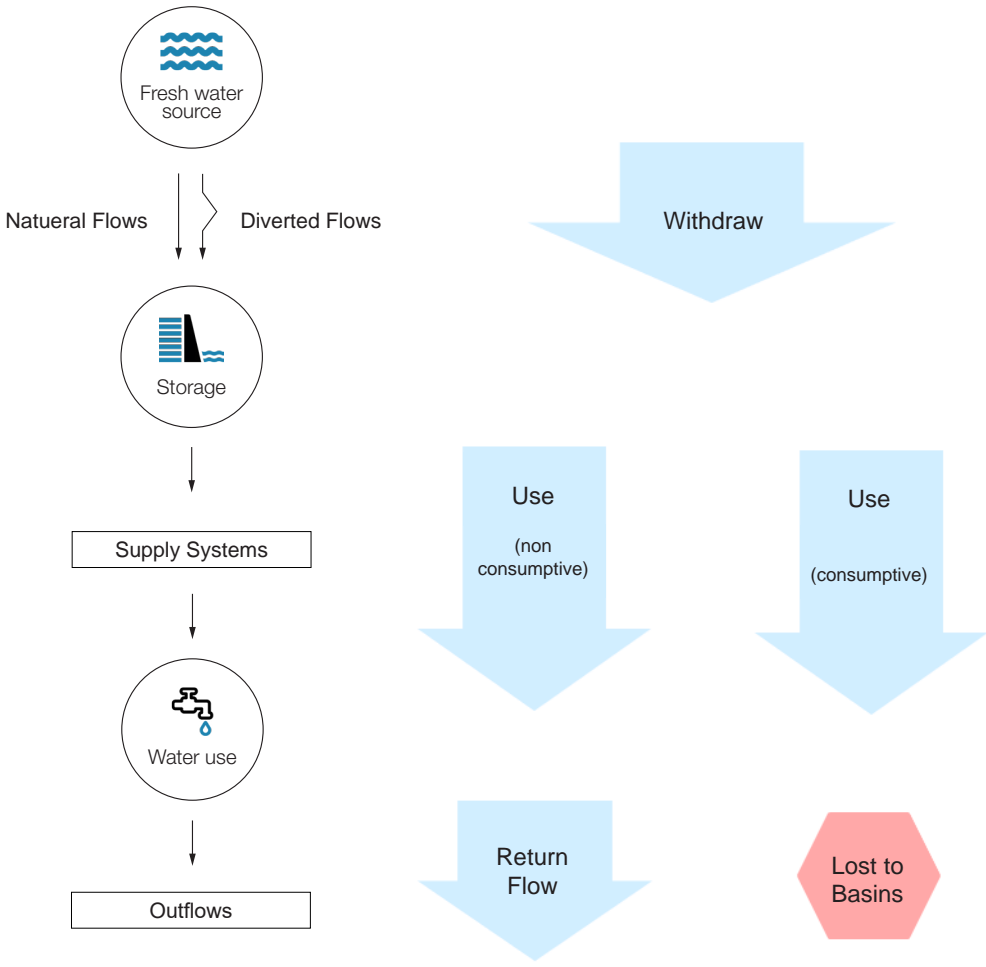 Fresh water
source
Natueral Flows
Diverted Flows
Withdraw
Storage
Use
(non
consumptive)
Use
(consumptive)
Supply Systems
Water use
Return
Flow
Lost to
Basins
Outflows